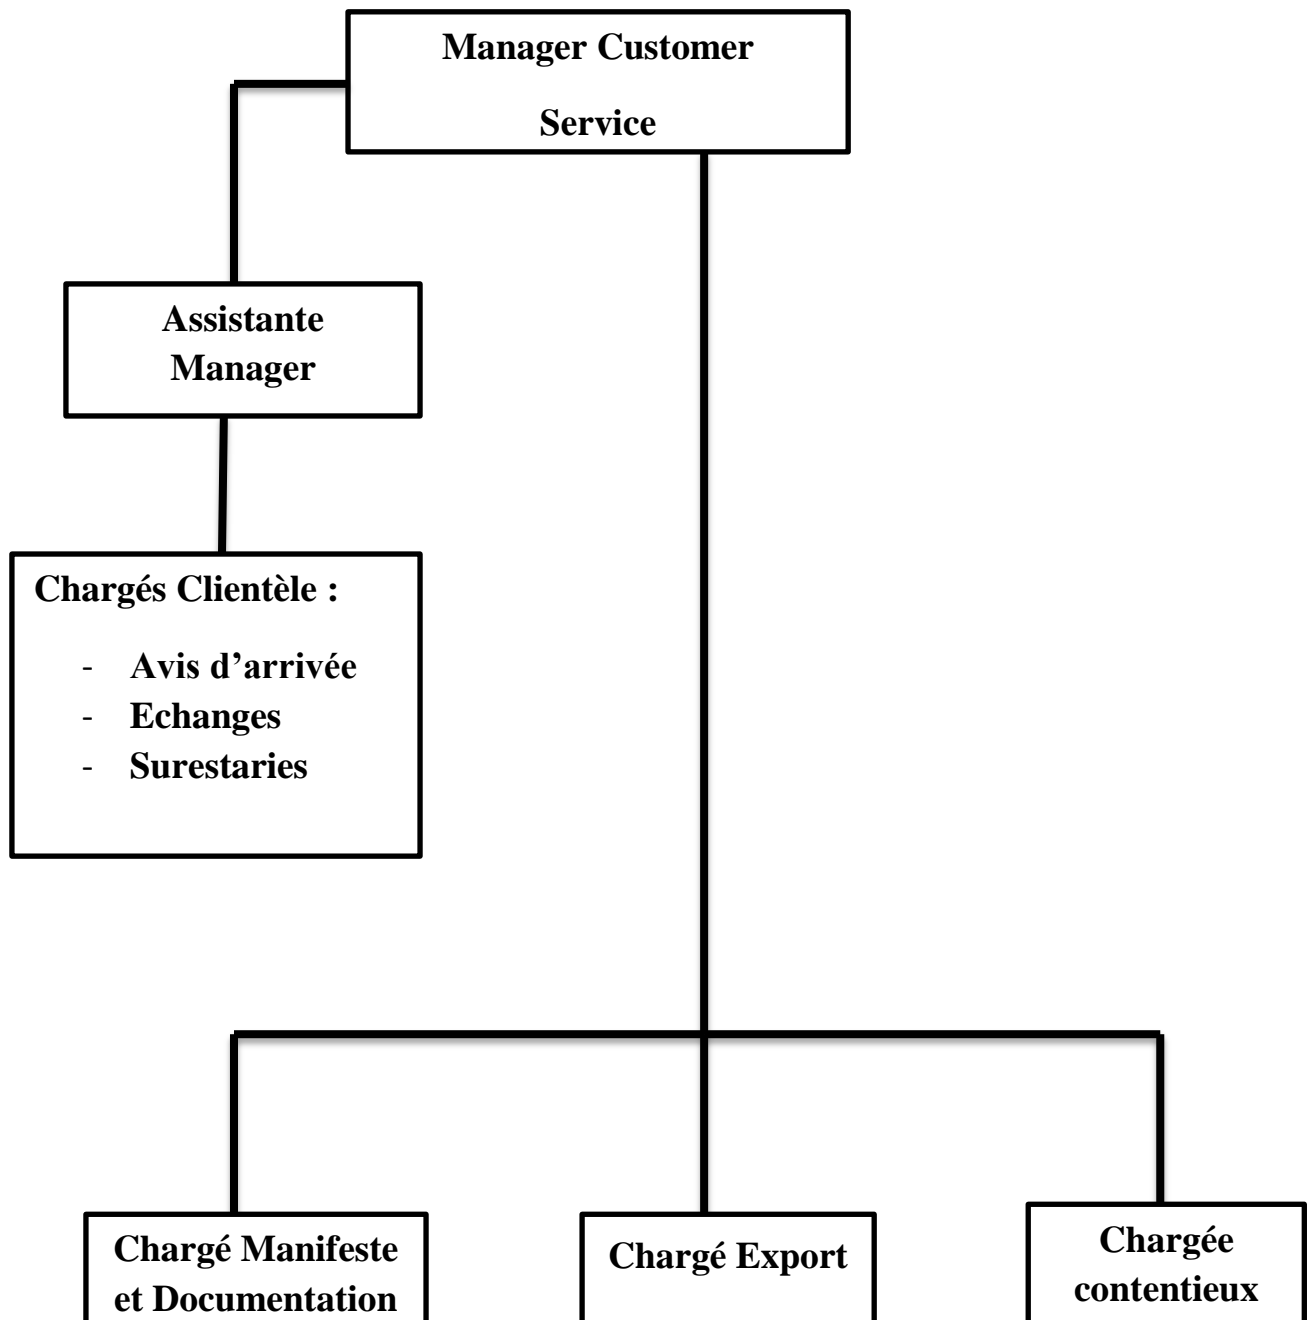 Manager Customer
Service
Assistante
Manager
Chargés Clientèle :
- Avis d’arrivée
- Echanges
- Surestaries
Chargé Manifeste
et Documentation
Chargé Export
Chargée
contentieux